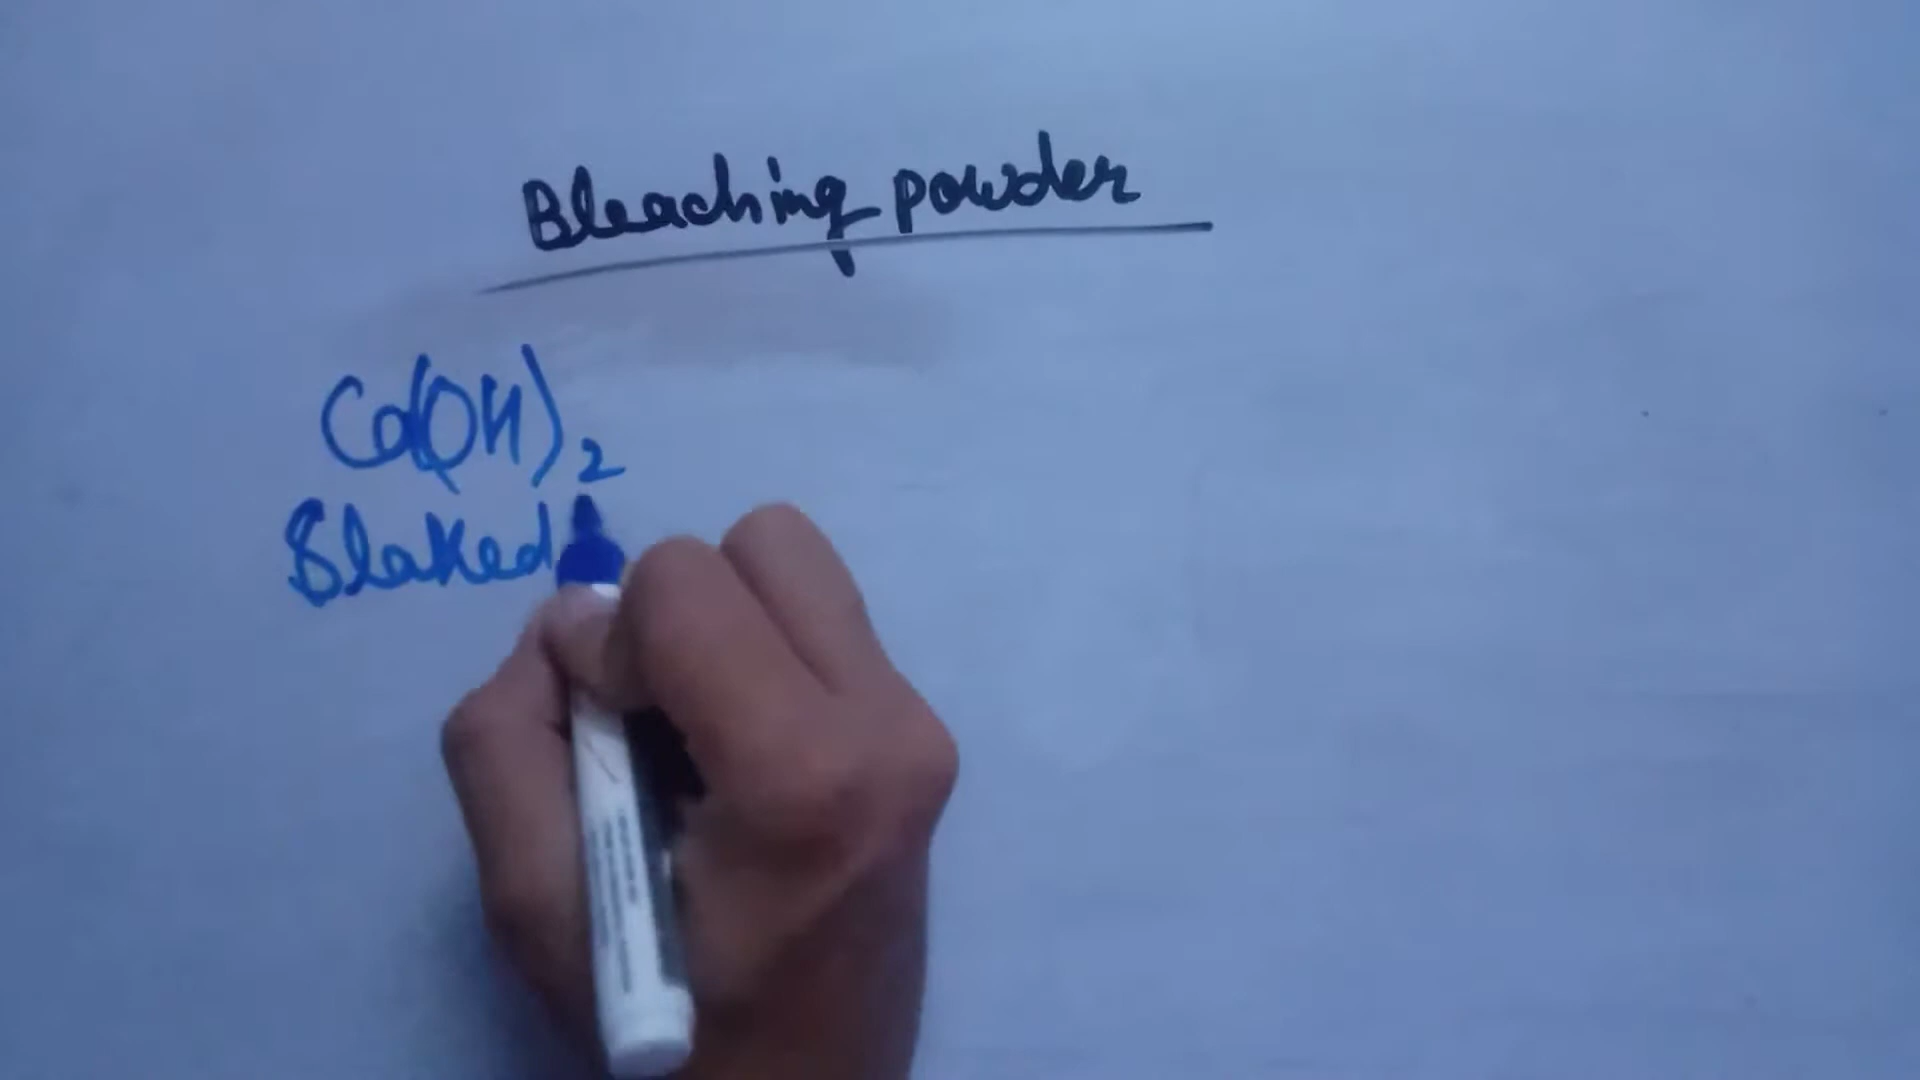 Bleaching powder
Ca(OH)₂
Slaked